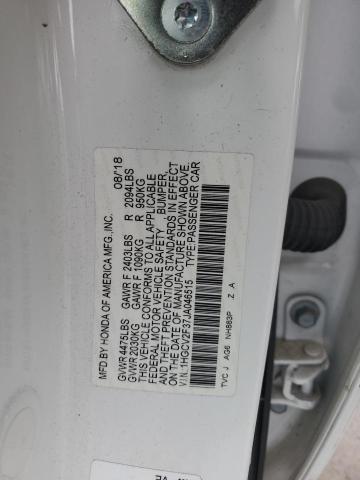 MFD BY HONDA OF AMERICA MFG.,INC. 08/18
GVWR 4475LBS GAWR F 2403LBS R 2094LBS
GVWR 2030KG GAWR F 1090KG R 950KG
THIS VEHICLE CONFORMS TO ALL APPLICABLE
FEDERAL MOTOR VEHICLE SAFETY, BUMPER,
AND THEFT PREVENTION STANDARDS IN EFFECT
ON THE DATE OF MANUFACTURE SHOWN ABOVE.
V.I.N.:1HGCV2F37JA046515 TYPE:PASSENGER CAR
TVC J AG6 NH883P Z A